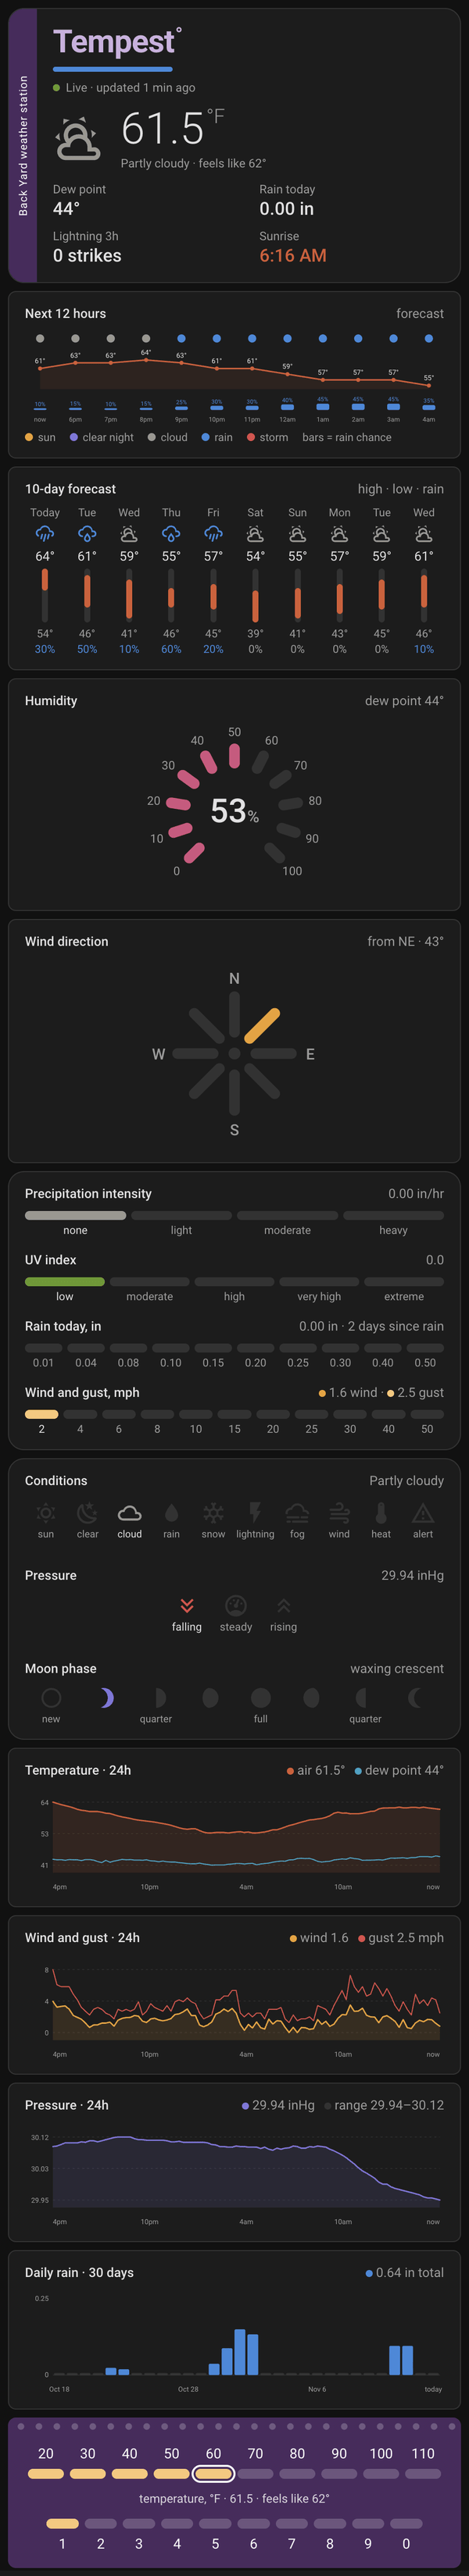 Back Yard weather station
Tempest°
Live · updated 1 min ago
61.5°F
Partly cloudy · feels like 62°
Dew point
44°
Rain today
0.00 in
Lightning 3h
0 strikes
Sunrise
6:16 AM
Next 12 hours forecast
61° 63° 63° 64° 63° 61° 61° 59° 57° 57° 57° 55°
10% 15% 10% 15% 25% 30% 30% 40% 45% 45% 45% 35%
now 6pm 7pm 8pm 9pm 10pm 11pm 12am 1am 2am 3am 4am
sun clear night cloud rain storm bars = rain chance
10-day forecast high · low · rain
Today Tue Wed Thu Fri Sat Sun Mon Tue Wed
64° 61° 59° 55° 57° 54° 55° 57° 59° 61°
54° 46° 41° 46° 45° 39° 41° 43° 45° 46°
30% 50% 10% 60% 20% 0% 0% 0% 0% 10%
Humidity dew point 44°
0 10 20 30 40 50 60 70 80 90 100
53%
Wind direction from NE · 43°
N
W E
S
Precipitation intensity 0.00 in/hr
none light moderate heavy
UV index 0.0
low moderate high very high extreme
Rain today, in 0.00 in · 2 days since rain
0.01 0.04 0.08 0.10 0.15 0.20 0.25 0.30 0.40 0.50
Wind and gust, mph 1.6 wind · 2.5 gust
2 4 6 8 10 15 20 25 30 40 50
Conditions Partly cloudy
sun clear cloud rain snow lightning fog wind heat alert
Pressure 29.94 inHg
falling steady rising
Moon phase waxing crescent
new quarter full quarter
Temperature · 24h air 61.5° dew point 44°
64
53
41
4pm 10pm 4am 10am now
Wind and gust · 24h wind 1.6 gust 2.5 mph
8
4
0
4pm 10pm 4am 10am now
Pressure · 24h 29.94 inHg range 29.94–30.12
30.12
30.03
29.95
4pm 10pm 4am 10am now
Daily rain · 30 days 0.64 in total
0.25
0
Oct 18 Oct 28 Nov 6 today
20 30 40 50 60 70 80 90 100 110
temperature, °F · 61.5 · feels like 62°
1 2 3 4 5 6 7 8 9 0